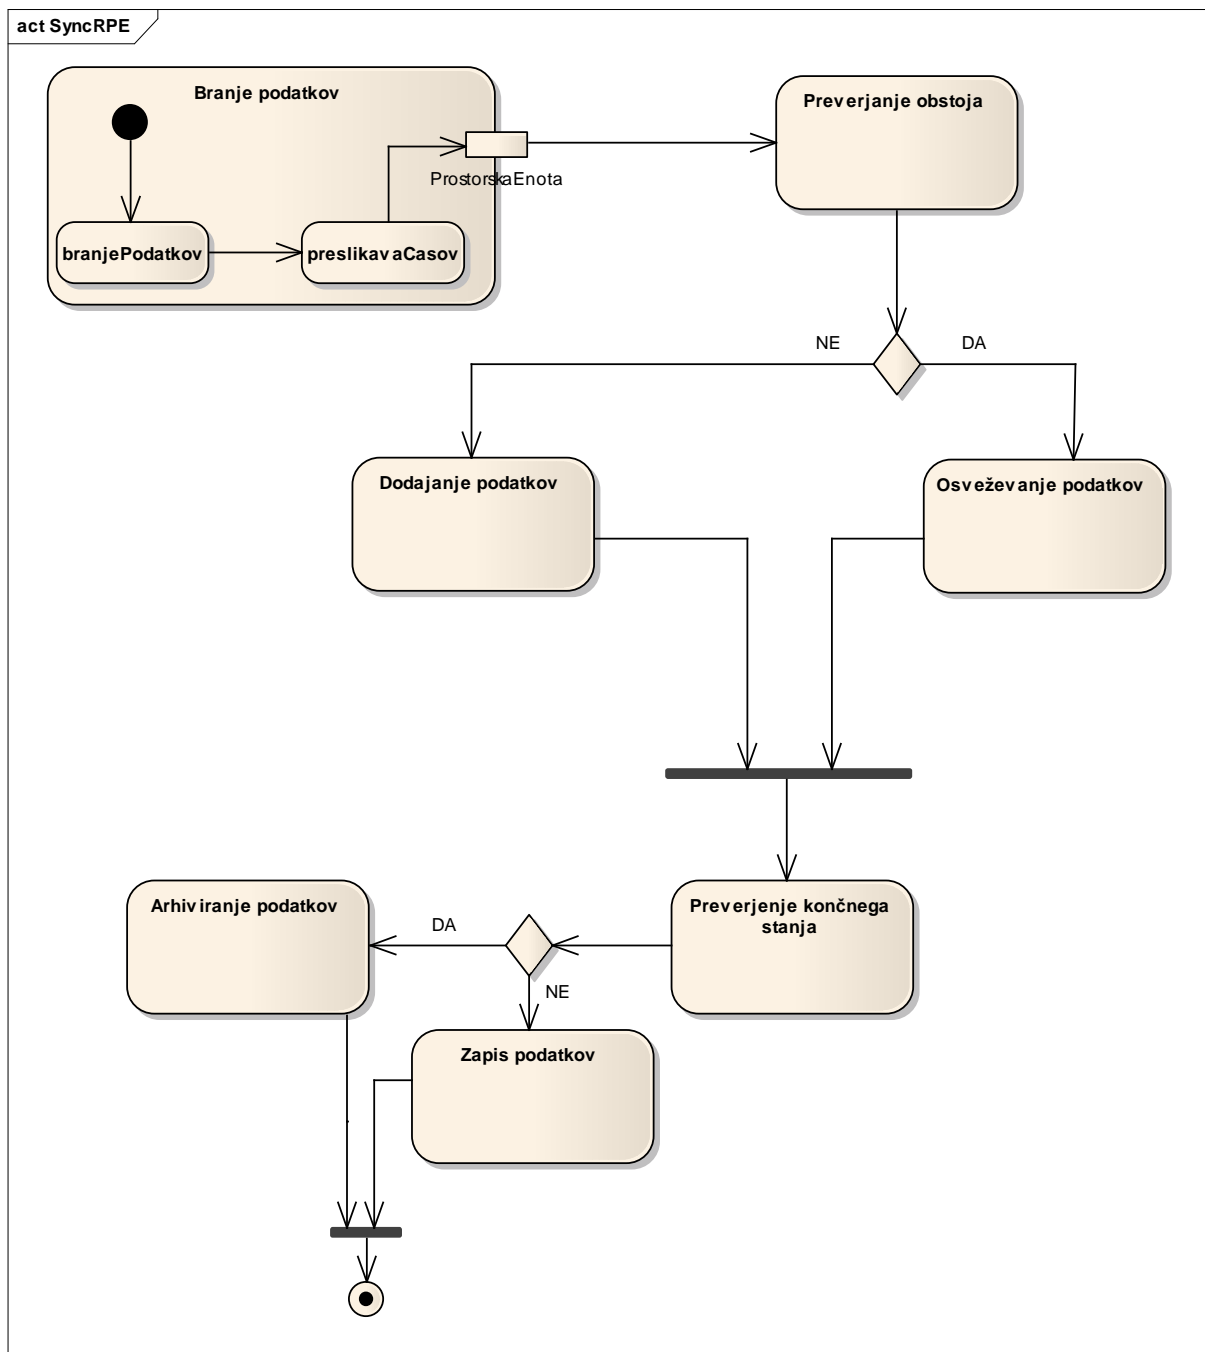 act SyncRPE
Branje podatkov
Preverjanje obstoja
ProstorskaEnota
branjePodatkov
preslikavaCasov
NE
DA
Dodajanje podatkov
Osveževanje podatkov
Arhiviranje podatkov
Preverjenje končnega
stanja
DA
NE
Zapis podatkov